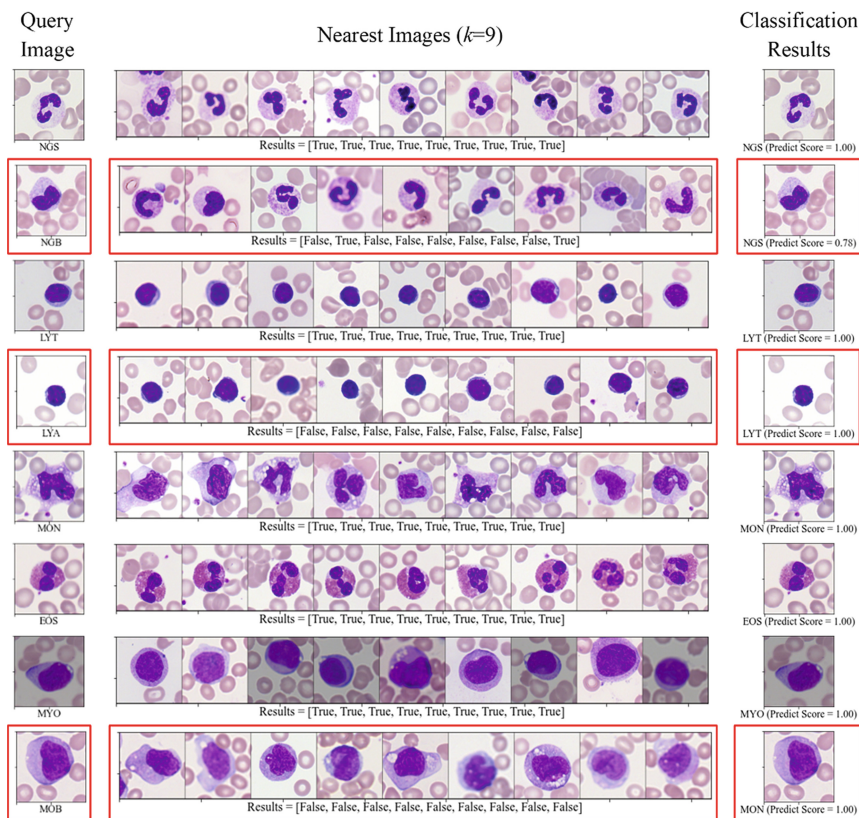 Query Image
Nearest Images (k=9)
Classification Results
NGS
Results = [True, True, True, True, True, True, True, True, True]
NGS (Predict Score = 1.00)
NGB
Results = [False, True, False, False, False, False, False, False, True]
NGS (Predict Score = 0.78)
LYT
Results = [True, True, True, True, True, True, True, True, True]
LYT (Predict Score = 1.00)
LYA
Results = [False, False, False, False, False, False, False, False, False]
LYT (Predict Score = 1.00)
MON
Results = [True, True, True, True, True, True, True, True, True]
MON (Predict Score = 1.00)
EOS
Results = [True, True, True, True, True, True, True, True, True]
EOS (Predict Score = 1.00)
MYO
Results = [True, True, True, True, True, True, True, True, True]
MYO (Predict Score = 1.00)
MOB
Results = [False, False, False, False, False, False, False, False, False]
MON (Predict Score = 1.00)